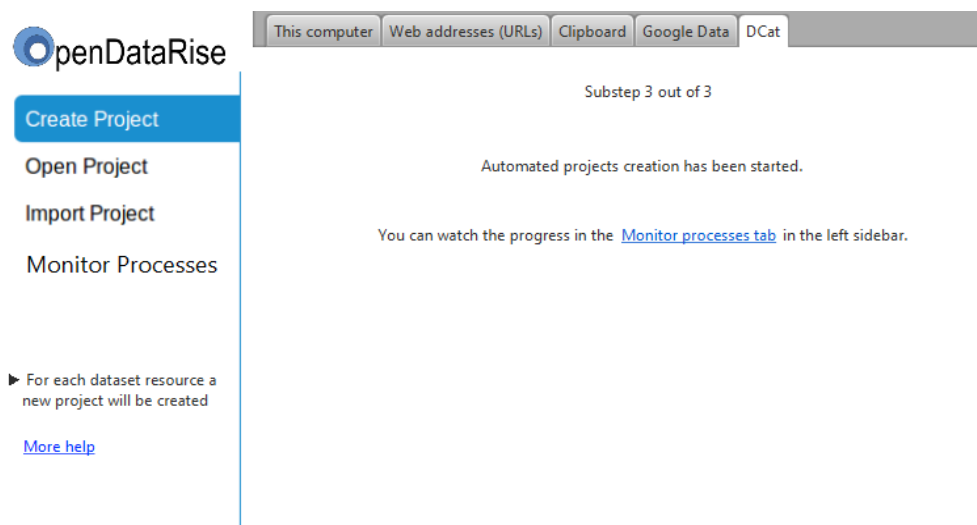 OpenDataRise
This computer
Web addresses (URLs)
Clipboard
Google Data
DCat
Create Project
Open Project
Import Project
Monitor Processes
For each dataset resource a
new project will be created
More help
Substep 3 out of 3
Automated projects creation has been started.
You can watch the progress in the Monitor processes tab in the left sidebar.